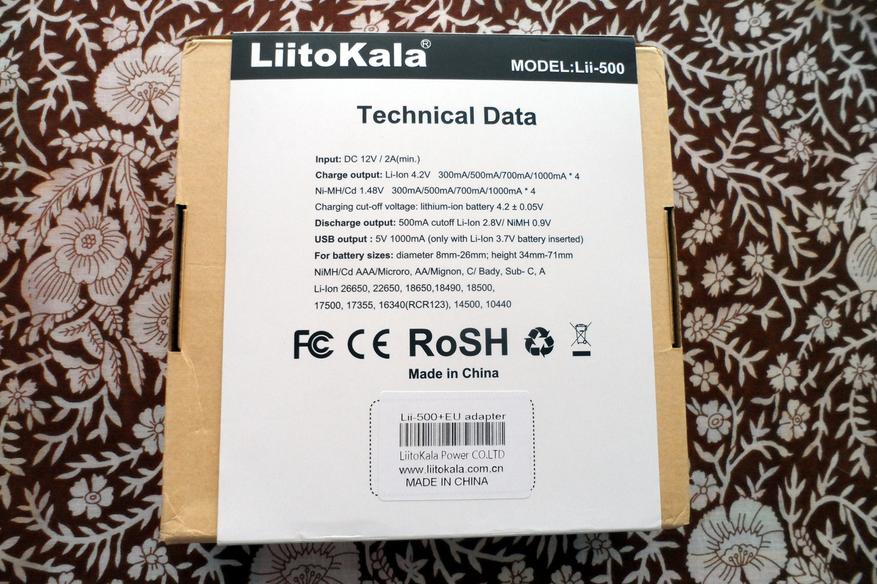 LiitoKala®
MODEL:Lii-500
Technical Data
Input: DC 12V / 2A(min.)
Charge output: Li-Ion 4.2V 300mA/500mA/700mA/1000mA * 4
Ni-MH/Cd 1.48V 300mA/500mA/700mA/1000mA * 4
Charging cut-off voltage: lithium-ion battery 4.2 ± 0.05V
Discharge output: 500mA cutoff Li-Ion 2.8V/ NiMH 0.9V
USB output : 5V 1000mA (only with Li-Ion 3.7V battery inserted)
For battery sizes: diameter 8mm-26mm; height 34mm-71mm
NiMH/Cd AAA/Microro, AA/Mignon, C/ Bady, Sub- C, A
Li-Ion 26650, 22650, 18650,18490, 18500,
17500, 17355, 16340(RCR123), 14500, 10440
FC CE RoSH
Made in China
Lii-500+EU adapter
LiitoKala Power CO.LTD
www.liitokala.com.cn
MADE IN CHINA